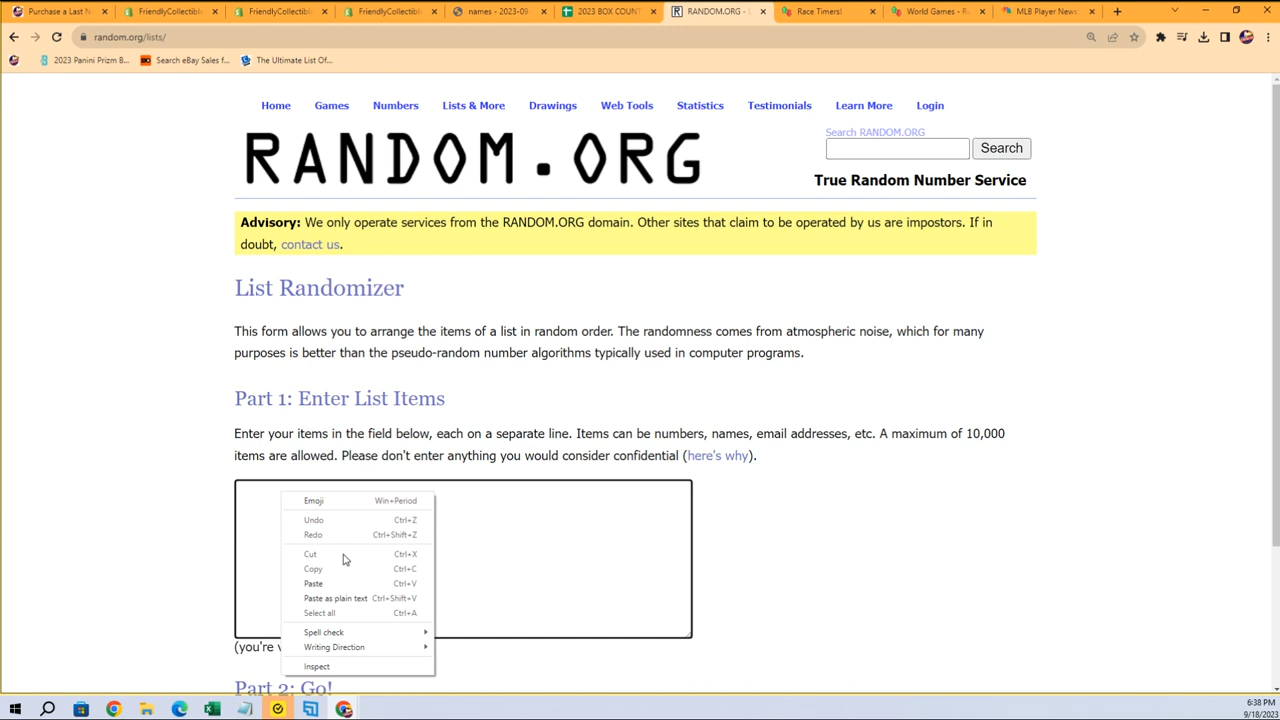 Purchase a Last N
FriendlyCollectible
FriendlyCollectible
FriendlyCollectible
names - 2023-09
2023 BOX COUNT
RANDOM.ORG - L
Race Timers!
World Games - R
MLB Player News
random.org/lists/
2023 Panini Prizm B...
Search eBay Sales f...
The Ultimate List Of...
Home
Games
Numbers
Lists & More
Drawings
Web Tools
Statistics
Testimonials
Learn More
Login
RANDOM.ORG
Search RANDOM.ORG
Search
True Random Number Service
Advisory: We only operate services from the RANDOM.ORG domain. Other sites that claim to be operated by us are impostors. If in
doubt, contact us.
List Randomizer
This form allows you to arrange the items of a list in random order. The randomness comes from atmospheric noise, which for many
purposes is better than the pseudo-random number algorithms typically used in computer programs.
Part 1: Enter List Items
Enter your items in the field below, each on a separate line. Items can be numbers, names, email addresses, etc. A maximum of 10,000
items are allowed. Please don't enter anything you would consider confidential (here's why).
Emoji Win+Period
Undo Ctrl+Z
Redo Ctrl+Shift+Z
Cut Ctrl+X
Copy Ctrl+C
Paste Ctrl+V
Paste as plain text Ctrl+Shift+V
Select all Ctrl+A
Spell check
(you're v
Writing Direction
Inspect
Part 2: Go!
6:38 PM
9/18/2023